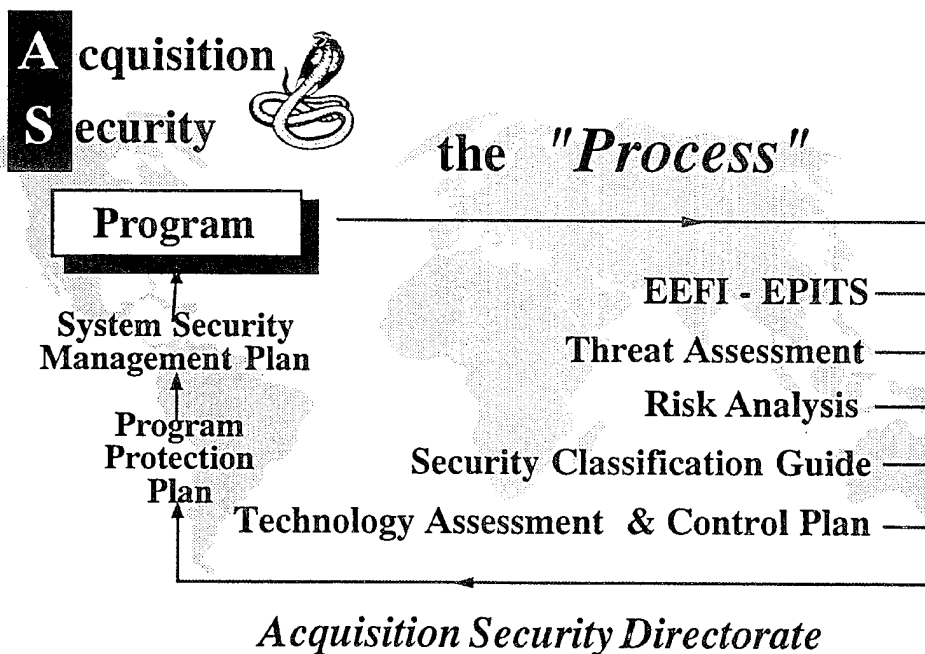 Acquisition
Security
the "Process"
Program
EEFI - EPITS
System Security
Management Plan
Threat Assessment
Risk Analysis
Program
Protection
Plan
Security Classification Guide
Technology Assessment & Control Plan
Acquisition Security Directorate